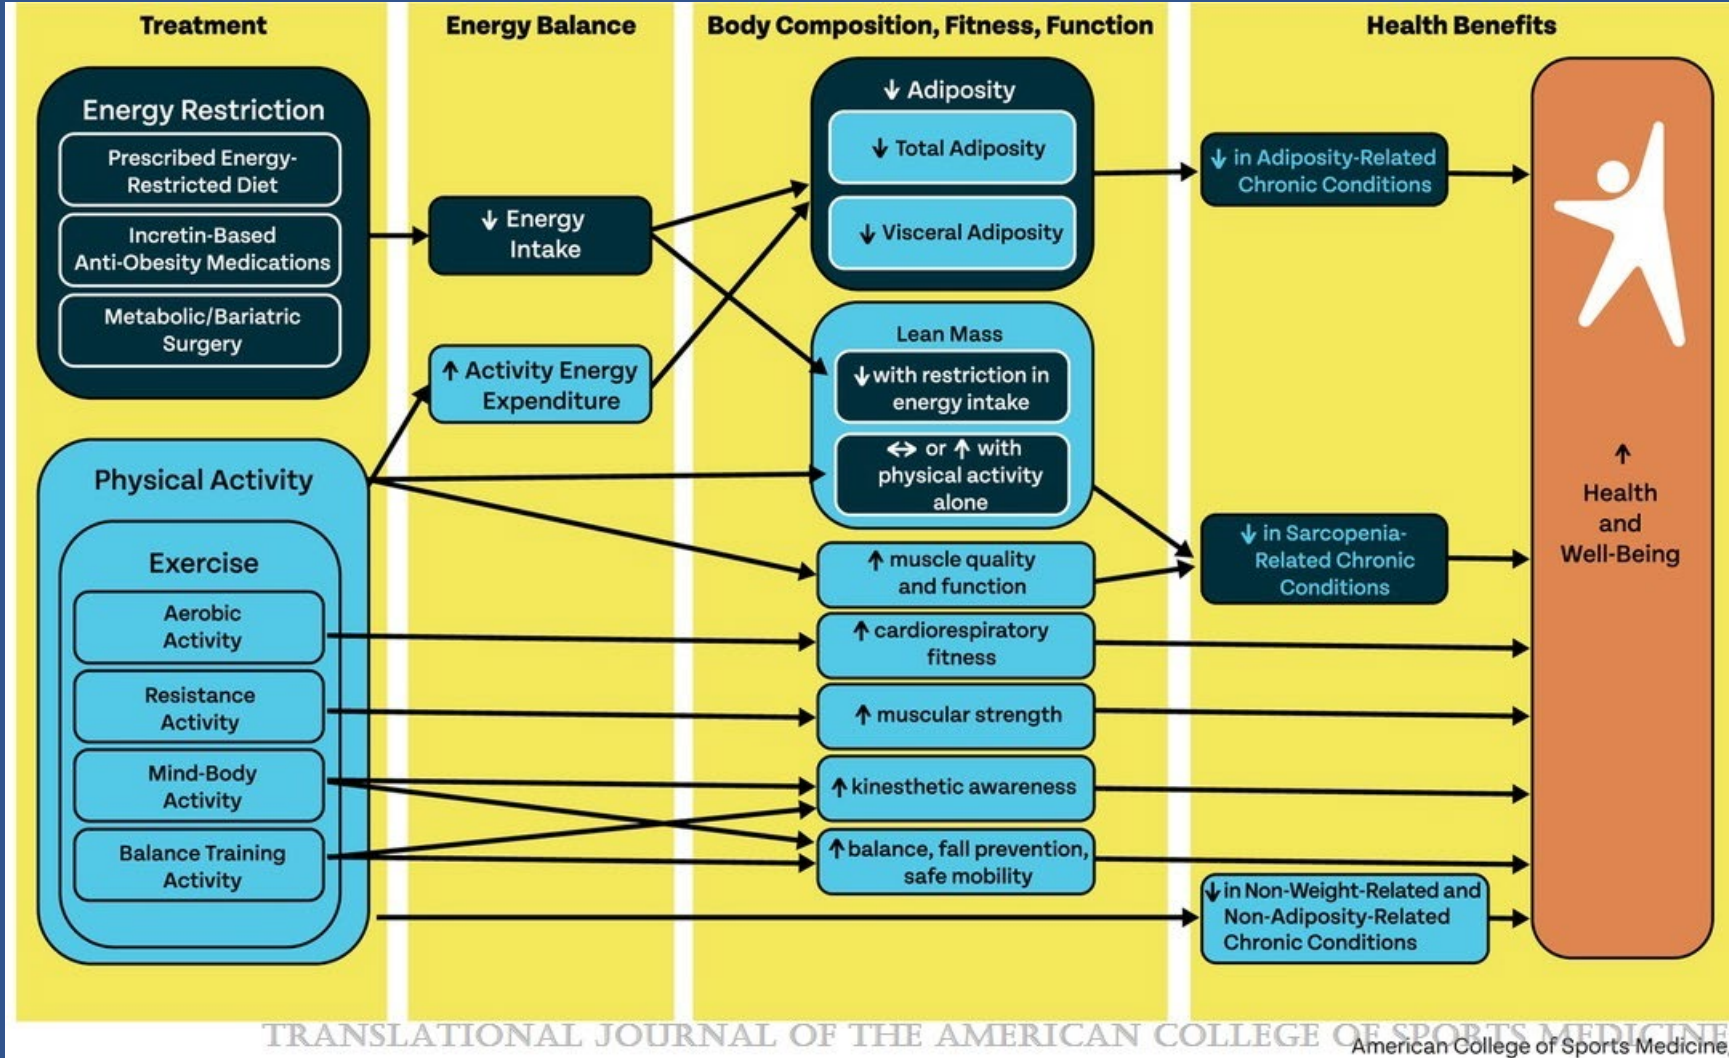 Treatment
Energy Balance
Body Composition, Fitness, Function
Health Benefits
Energy Restriction
Prescribed Energy-
Restricted Diet
Incretin-Based
Anti-Obesity Medications
Metabolic/Bariatric
Surgery
Physical Activity
Exercise
Aerobic
Activity
Resistance
Activity
Mind-Body
Activity
Balance Training
Activity
↓ Energy
Intake
↑ Activity Energy
Expenditure
↓ Adiposity
↓ Total Adiposity
↓ Visceral Adiposity
Lean Mass
↓ with restriction in
energy intake
↔ or ↑ with
physical activity
alone
↑ muscle quality
and function
↑ cardiorespiratory
fitness
↑ muscular strength
↑ kinesthetic awareness
↑ balance, fall prevention,
safe mobility
↓ in Adiposity-Related
Chronic Conditions
↓ in Sarcopenia-
Related Chronic
Conditions
↓ in Non-Weight-Related and
Non-Adiposity-Related
Chronic Conditions
↑
Health
and
Well-Being
TRANSLATIONAL JOURNAL OF THE AMERICAN COLLEGE OF SPORTS MEDICINE
American College of Sports Medicine